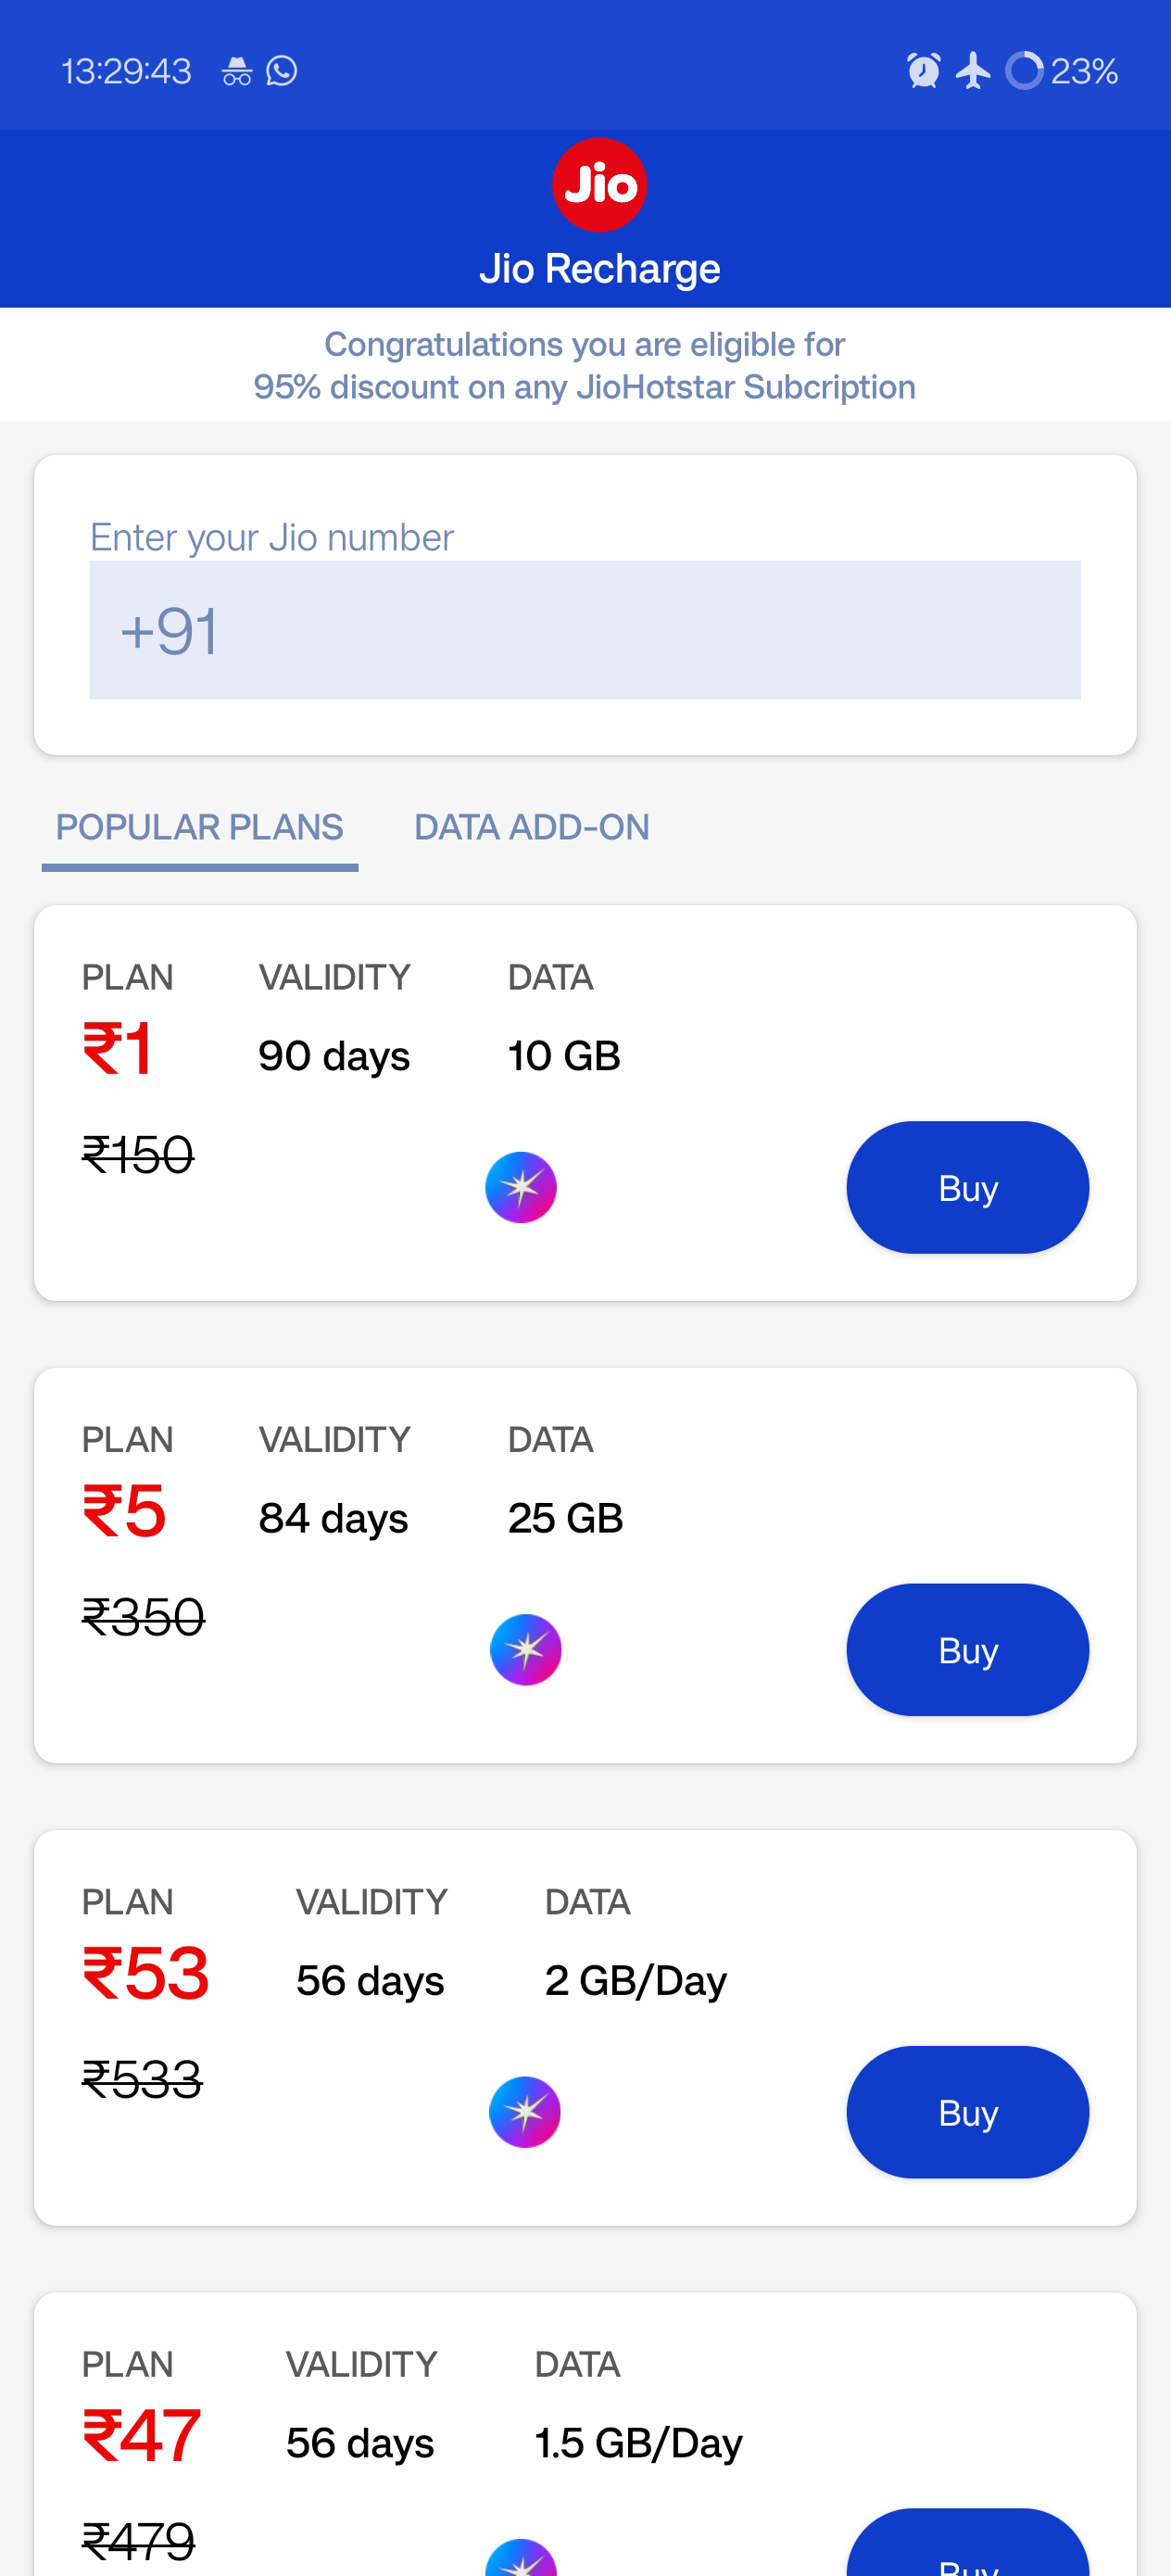 13:29:43 23%
Jio
Jio Recharge
Congratulations you are eligible for
95% discount on any JioHotstar Subcription
Enter your Jio number
+91
POPULAR PLANS DATA ADD-ON
PLAN VALIDITY DATA
₹1 90 days 10 GB
₹150
Buy
PLAN VALIDITY DATA
₹5 84 days 25 GB
₹350
Buy
PLAN VALIDITY DATA
₹53 56 days 2 GB/Day
₹533
Buy
PLAN VALIDITY DATA
₹47 56 days 1.5 GB/Day
₹479
Buy